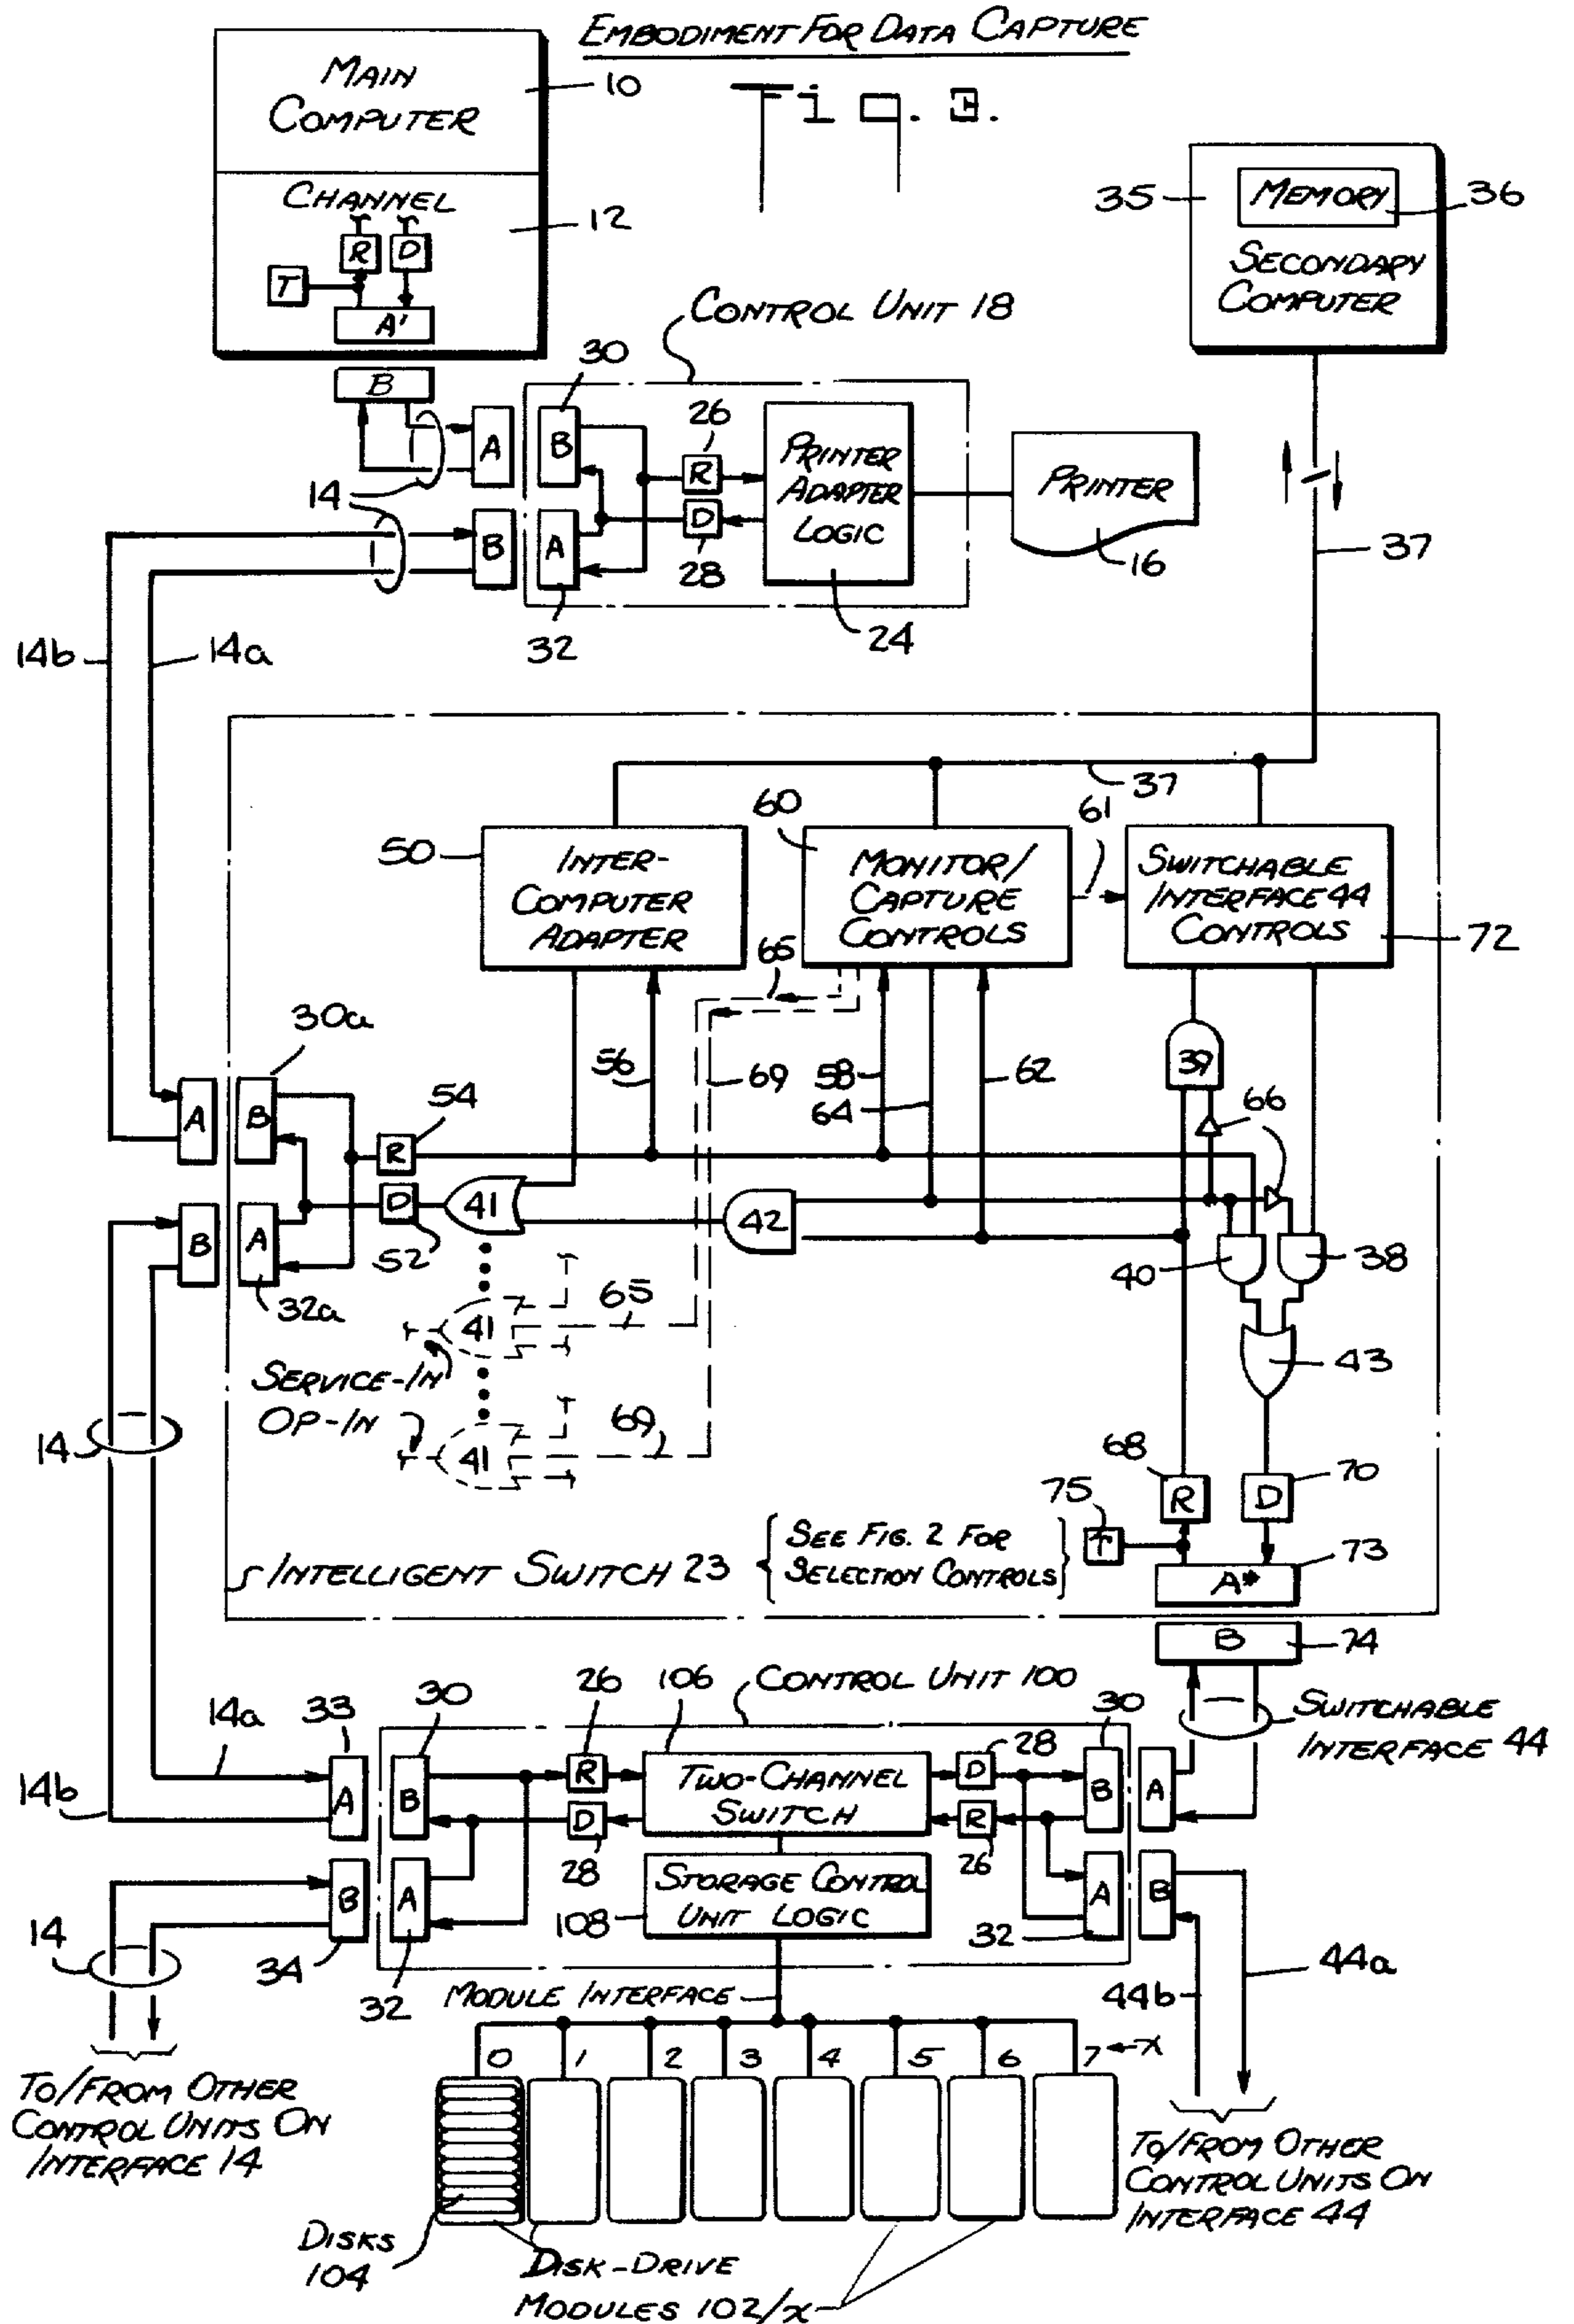 EMBODIMENT FOR DATA CAPTURE
Fig. 3.
MAIN
COMPUTER
10
CHANNEL
12
R
D
T
A'
B
35
MEMORY
36
SECONDARY
COMPUTER
CONTROL UNIT 18
30
26
A
B
R
PRINTER
ADAPTER
LOGIC
PRINTER
14
D
B
A
28
16
37
32
24
14b
14a
37
60
61
50
INTER-
COMPUTER
ADAPTER
MONITOR/
CAPTURE
CONTROLS
SWITCHABLE
INTERFACE 44
CONTROLS
72
65
30a
39
56
69
58
62
64
66
54
A
B
R
D
41
42
52
B
A
40
38
32a
65
41
43
SERVICE-IN
OP-IN
69
14
41
68
70
75
R
D
T
73
INTELLIGENT SWITCH 23
SEE FIG. 2 FOR
SELECTION CONTROLS
A*
B
74
CONTROL UNIT 100
106
26
30
33
14a
28
30
SWITCHABLE
INTERFACE 44
14b
A
B
R
TWO-CHANNEL
SWITCH
D
B
A
D
R
28
26
B
A
STORAGE CONTROL
UNIT LOGIC
A
B
108
14
34
32
32
44a
44b
MODULE INTERFACE
0
1
2
3
4
5
6
7
x
TO/FROM OTHER
CONTROL UNITS ON
INTERFACE 14
TO/FROM OTHER
CONTROL UNITS ON
INTERFACE 44
DISKS
104
DISK-DRIVE
MODULES 102/x